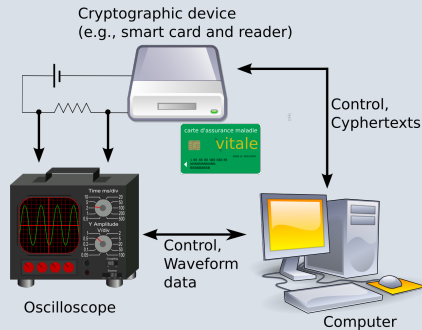 Cryptographic device
(e.g., smart card and reader)
Control,
Cyphertexts
carte d'assurance maladie
vitale
Time ms/div
Y Amplitude
V/div
Control,
Waveform
data
Oscilloscope
Computer